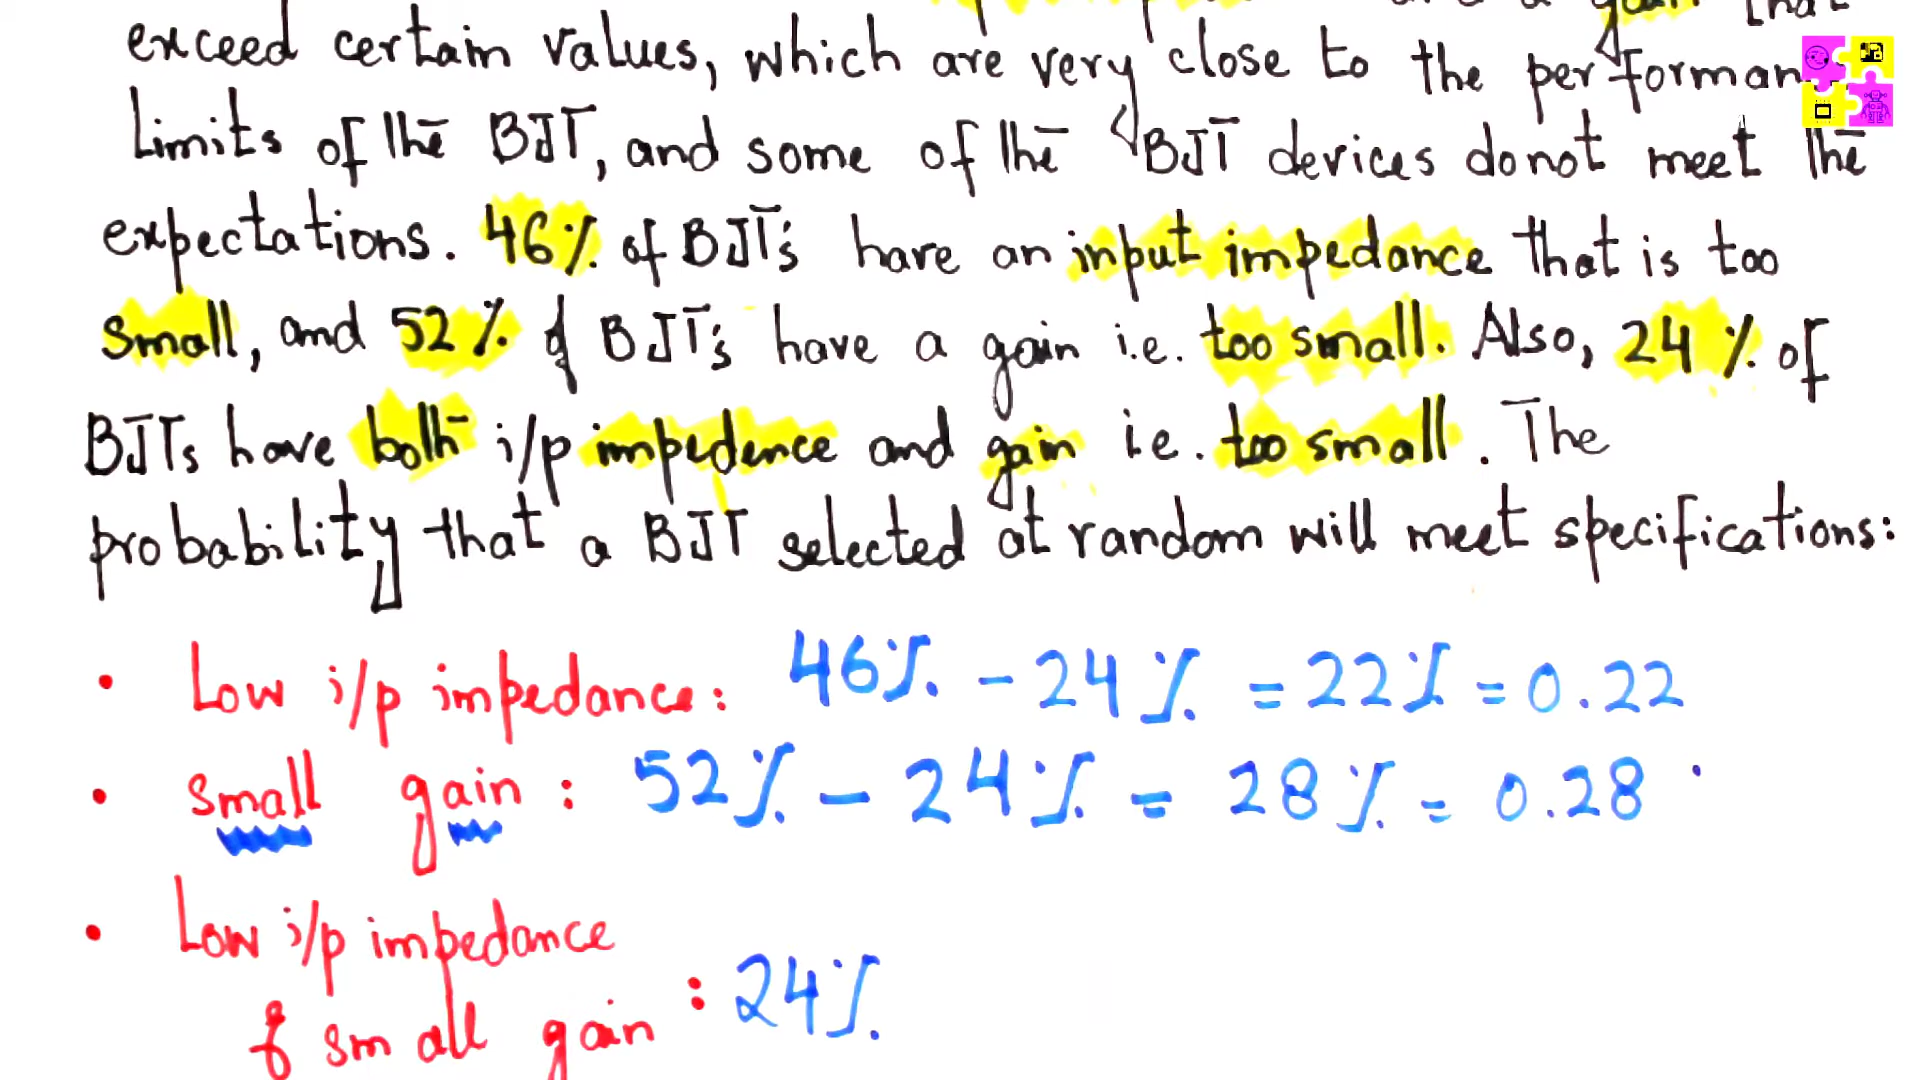 exceed certain values, which are very close to the performan
Limits of the BJT, and some of the BJT devices donot meet the
expectations. 46% of BJT's have an input impedance that is too
small, and 52% of BJT's have a gain i.e. too small. Also, 24% of
BJTs have both i/p impedence and gain i.e. too small. The
probability that a BJT selected at random will meet specifications:
• Low i/p impedance: 46% - 24% = 22% = 0.22
• small gain: 52% - 24% = 28% = 0.28
• Low i/p impedance
& small gain : 24%